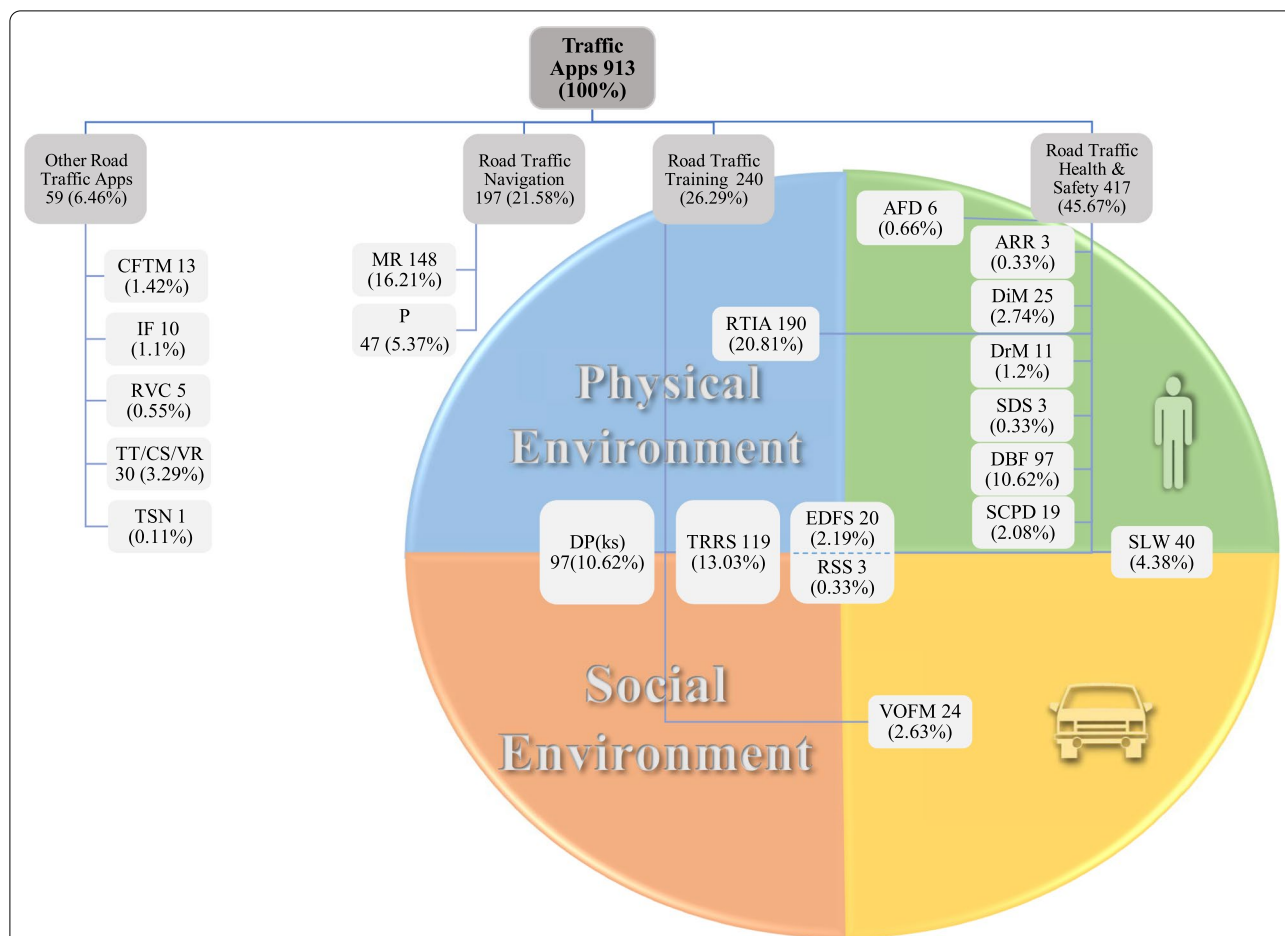 Traffic
Apps 913
(100%)
Other Road
Traffic Apps
59 (6.46%)
Road Traffic
Navigation
197 (21.58%)
Road Traffic
Training 240
(26.29%)
Road Traffic
Health &
Safety 417
(45.67%)
CFTM 13
(1.42%)
IF 10
(1.1%)
RVC 5
(0.55%)
TT/CS/VR
30 (3.29%)
TSN 1
(0.11%)
MR 148
(16.21%)
P
47 (5.37%)
AFD 6
(0.66%)
ARR 3
(0.33%)
DiM 25
(2.74%)
RTIA 190
(20.81%)
DrM 11
(1.2%)
SDS 3
(0.33%)
DBF 97
(10.62%)
SCPD 19
(2.08%)
Physical
Environment
DP(ks)
97(10.62%)
TRRS 119
(13.03%)
EDFS 20
(2.19%)
RSS 3
(0.33%)
SLW 40
(4.38%)
Social
Environment
VOFM 24
(2.63%)